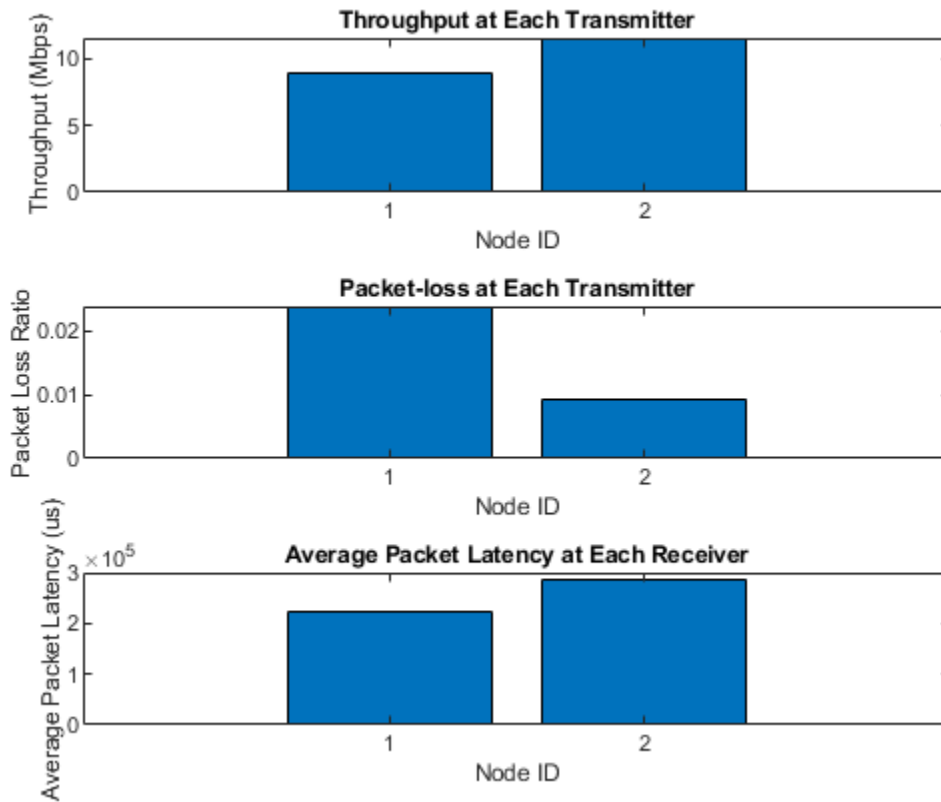 Throughput at Each Transmitter
Throughput (Mbps)
10
5
0
1 2
Node ID
Packet-loss at Each Transmitter
Packet Loss Ratio
0.02
0.01
0
1 2
Node ID
Average Packet Latency at Each Receiver
Average Packet Latency (us)
×10^5
3
2
1
0
1 2
Node ID